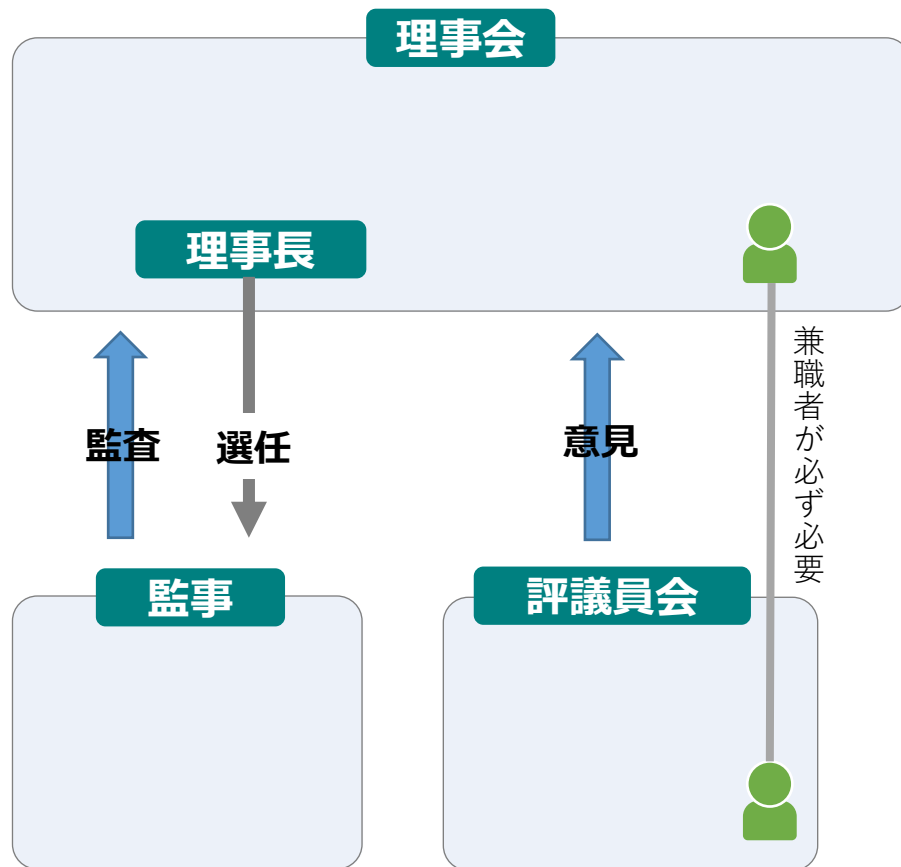 理事会
理事長
監査
選任
意見
兼職者が必ず必要
監事
評議員会